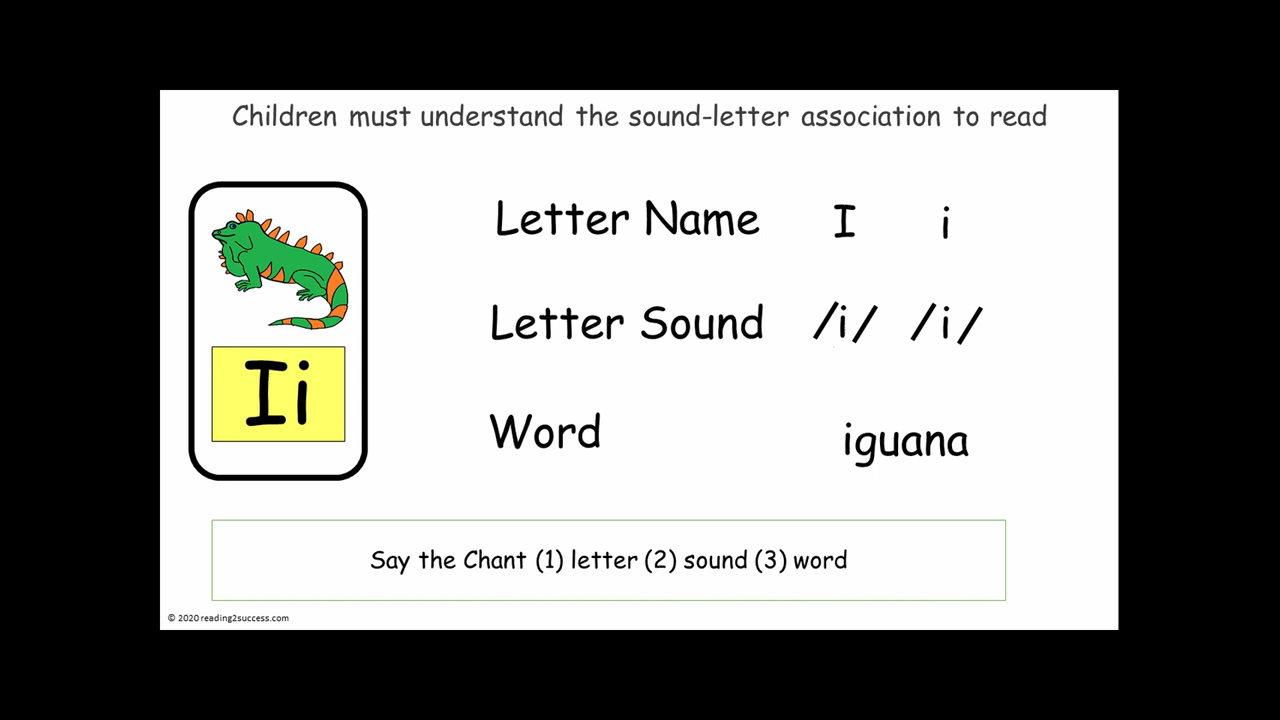 Children must understand the sound-letter association to read
Ii
Letter Name I i
Letter Sound /i/ /i/
Word iguana
Say the Chant (1) letter (2) sound (3) word
© 2020 reading2success.com